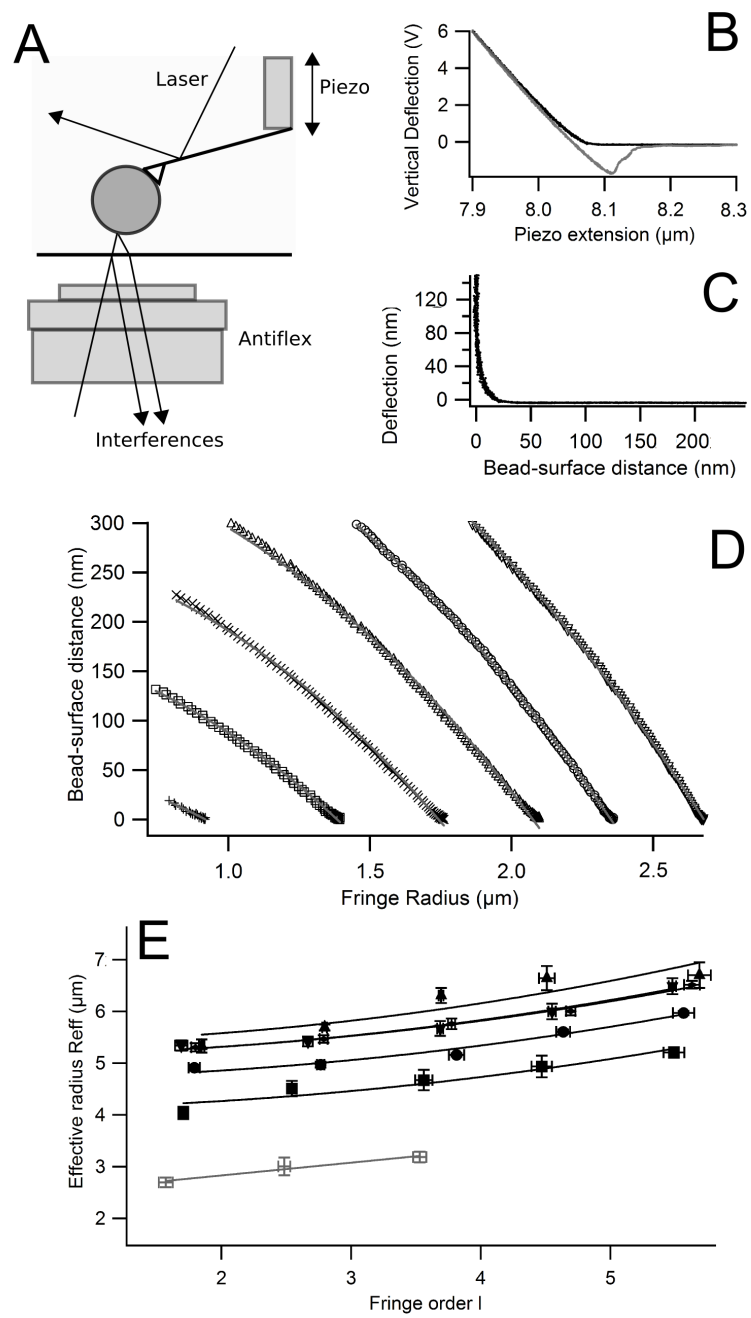 A
Laser
Piezo
Antiflex
Interferences
B
Vertical Deflection (V)
6
4
2
0
7.9 8.0 8.1 8.2 8.3
Piezo extension (µm)
C
Deflection (nm)
120
80
40
0
0 50 100 150 200
Bead-surface distance (nm)
D
Bead-surface distance (nm)
300
250
200
150
100
50
0
1.0 1.5 2.0 2.5
Fringe Radius (µm)
E
Effective radius Reff (µm)
7
6
5
4
3
2
2 3 4 5
Fringe order l